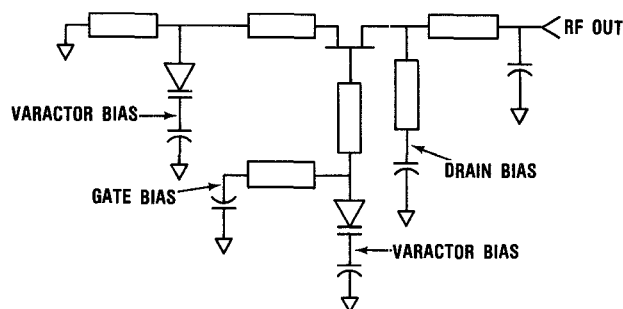 RF OUT
VARACTOR BIAS
DRAIN BIAS
GATE BIAS
VARACTOR BIAS